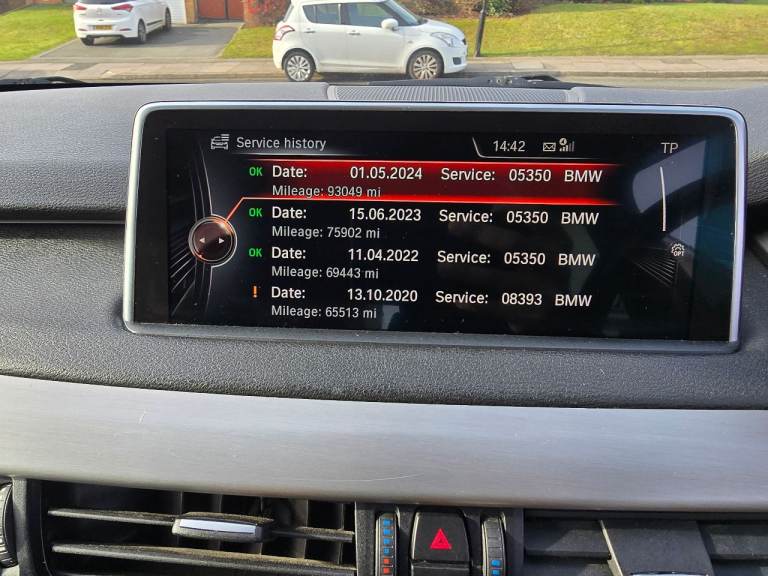 Service history 14:42 TP
OK Date: 01.05.2024 Service: 05350 BMW
Mileage: 93049 mi
OK Date: 15.06.2023 Service: 05350 BMW
Mileage: 75902 mi
OK Date: 11.04.2022 Service: 05350 BMW
Mileage: 69443 mi
! Date: 13.10.2020 Service: 08393 BMW
Mileage: 65513 mi
OPT